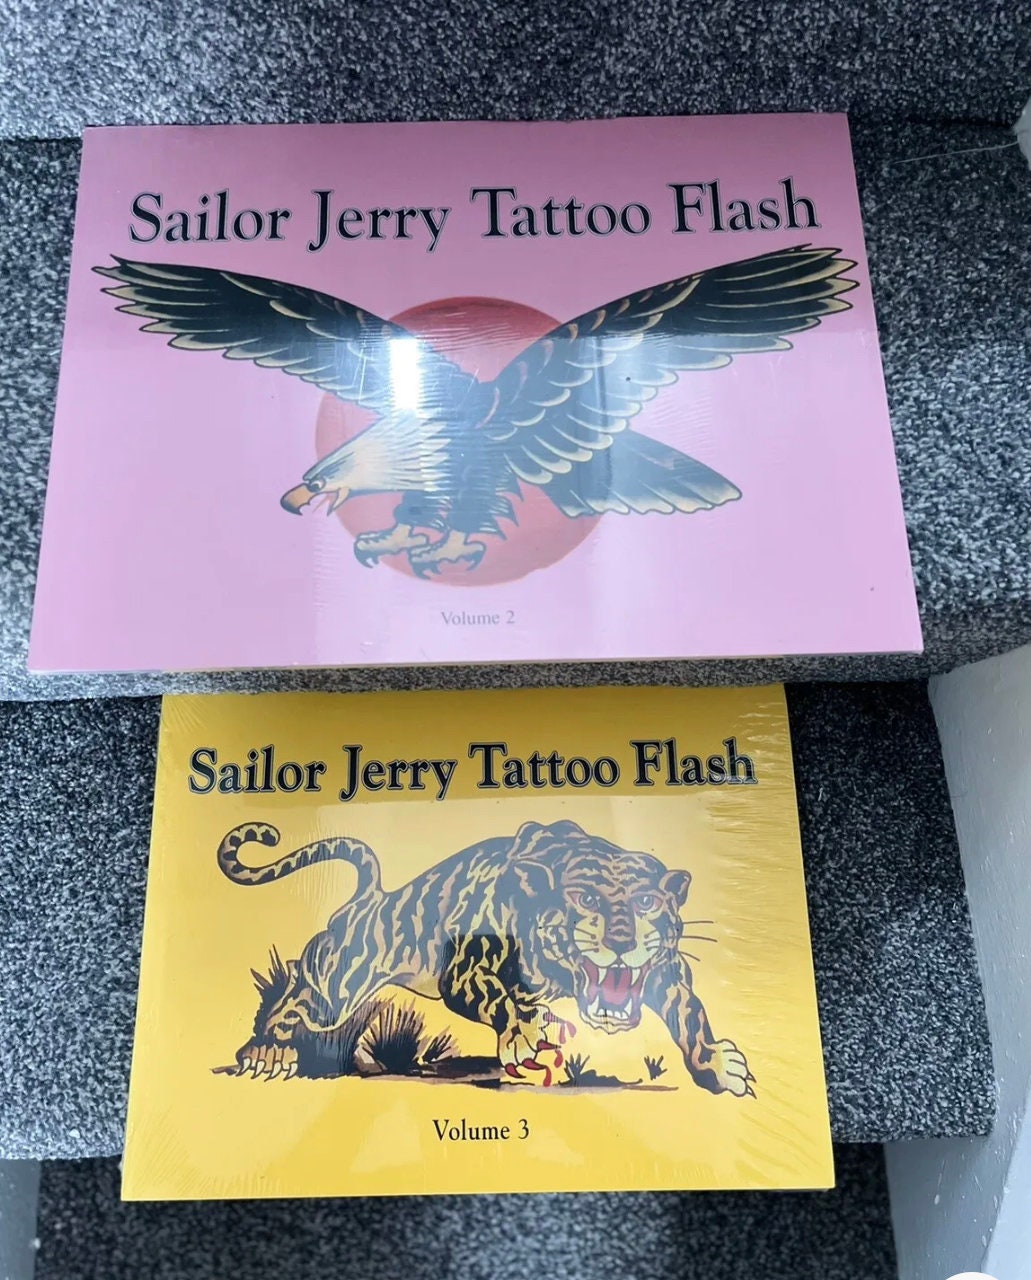 Sailor Jerry Tattoo Flash
Volume 2
Sailor Jerry Tattoo Flash
Volume 3